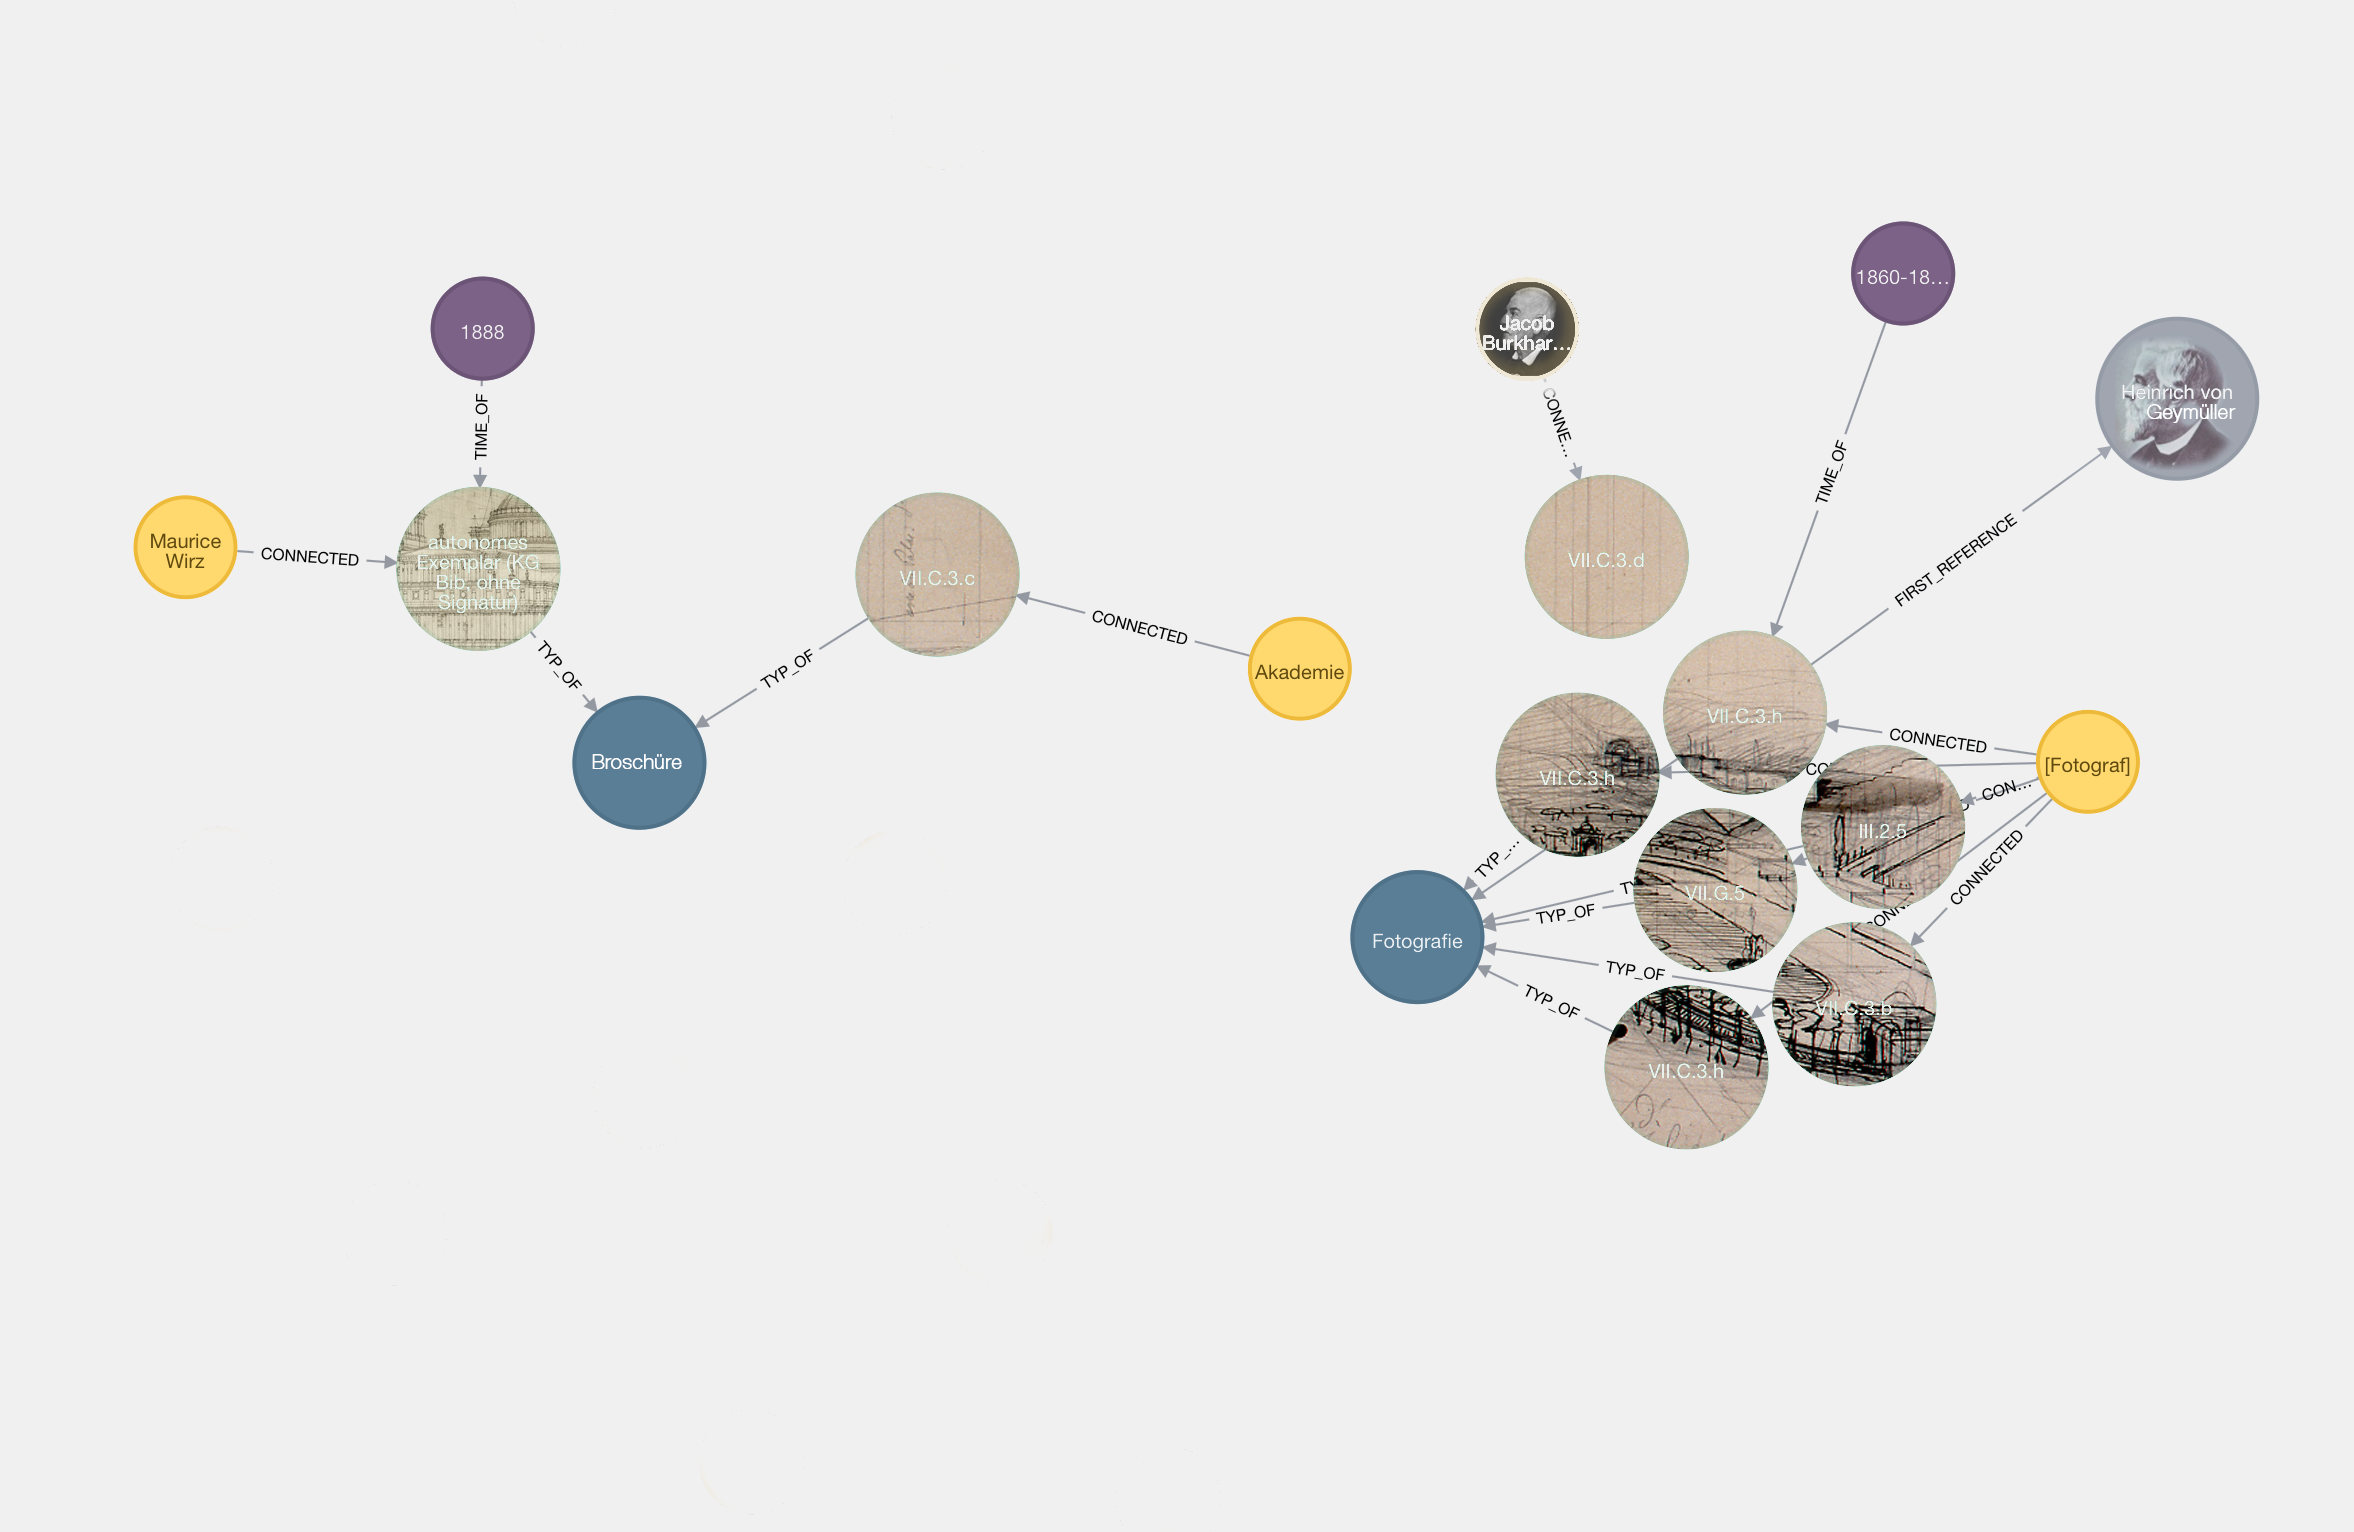 1888
TIME_OF
Maurice
Wirz
CONNECTED
autonomes
Exemplar (KG
Bib. ohne
Signatur)
TYP_OF
Broschüre
TYP_OF
VII.C.3.c
CONNECTED
Akademie
Jacob
Burkhar…
CONNE…
VII.C.3.d
1860-18…
TIME_OF
Heinrich von
Geymüller
FIRST_REFERENCE
VII.C.3.h
CONNECTED
[Fotograf]
VII.C.3.h
CON…
III.2.5
CONNECTED
TYP_…
VII.G.5
TYP_OF
Fotografie
TYP_OF
VII.C.3.b
TYP_OF
VII.C.3.h